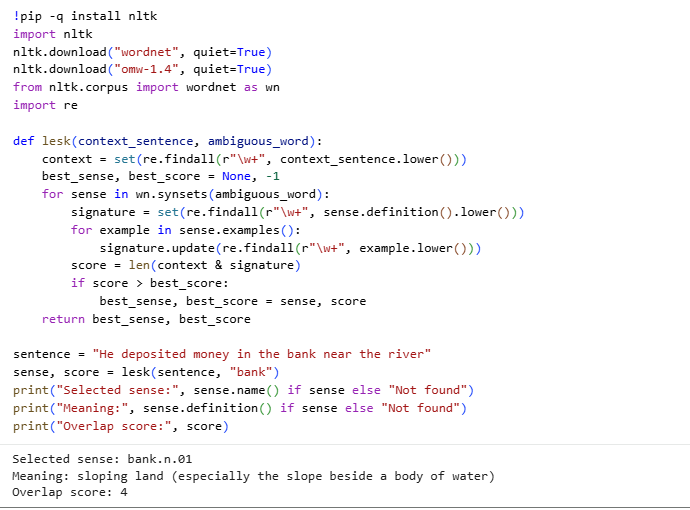 !pip -q install nltk
import nltk
nltk.download("wordnet", quiet=True)
nltk.download("omw-1.4", quiet=True)
from nltk.corpus import wordnet as wn
import re

def lesk(context_sentence, ambiguous_word):
    context = set(re.findall(r"\w+", context_sentence.lower()))
    best_sense, best_score = None, -1
    for sense in wn.synsets(ambiguous_word):
        signature = set(re.findall(r"\w+", sense.definition().lower()))
        for example in sense.examples():
            signature.update(re.findall(r"\w+", example.lower()))
        score = len(context & signature)
        if score > best_score:
            best_sense, best_score = sense, score
    return best_sense, best_score

sentence = "He deposited money in the bank near the river"
sense, score = lesk(sentence, "bank")
print("Selected sense:", sense.name() if sense else "Not found")
print("Meaning:", sense.definition() if sense else "Not found")
print("Overlap score:", score)
Selected sense: bank.n.01
Meaning: sloping land (especially the slope beside a body of water)
Overlap score: 4